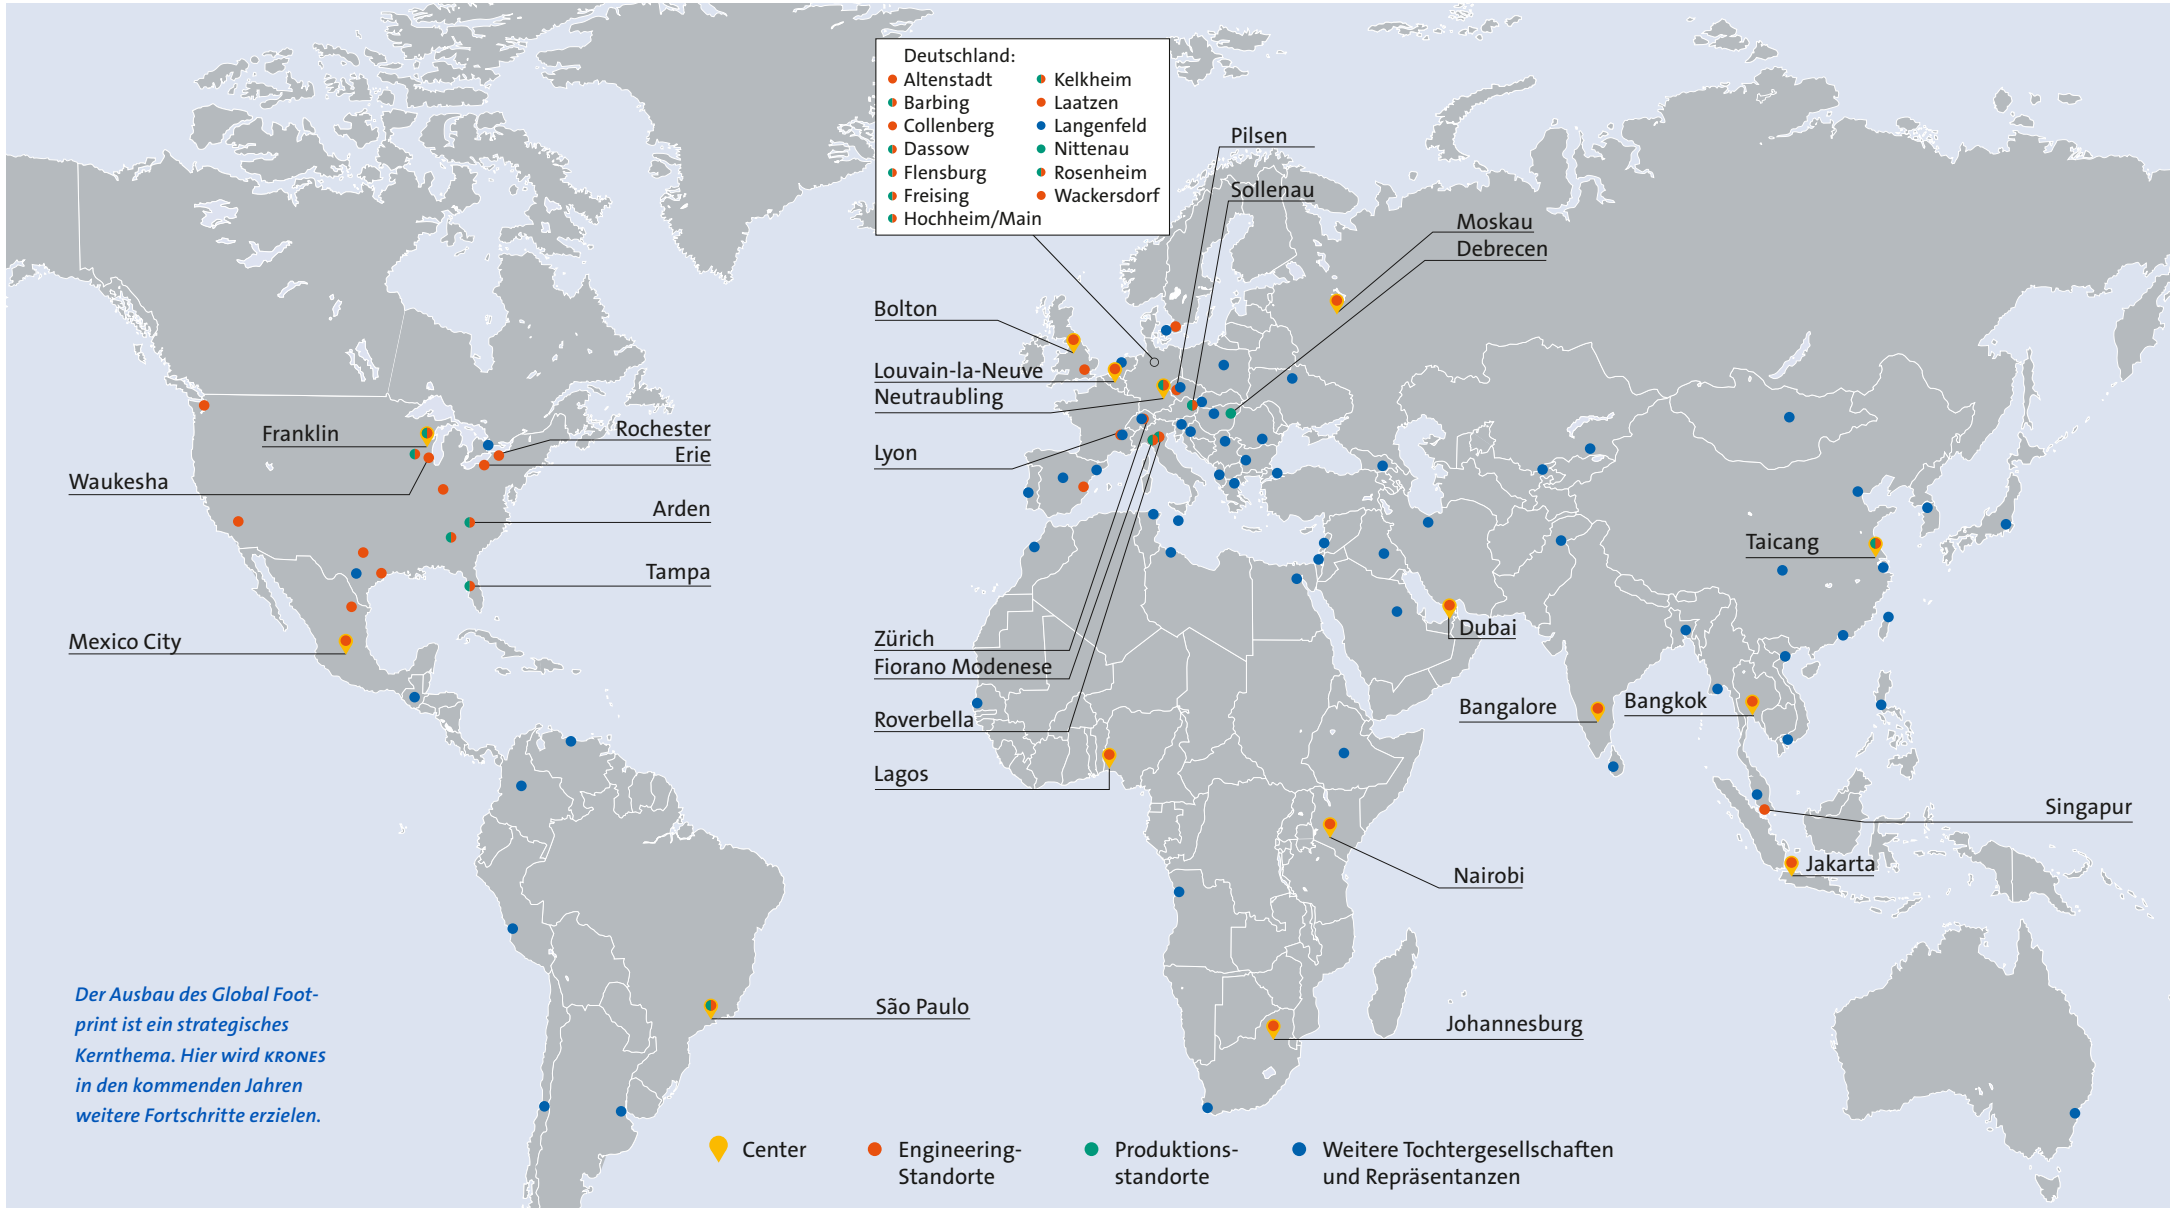 Deutschland:
Altenstadt
Barbing
Collenberg
Dassow
Flensburg
Freising
Hochheim/Main
Kelkheim
Laatzen
Langenfeld
Nittenau
Rosenheim
Wackersdorf
Pilsen
Sollenau
Moskau
Debrecen
Bolton
Louvain-la-Neuve
Neutraubling
Lyon
Franklin
Rochester
Erie
Waukesha
Arden
Tampa
Mexico City
Zürich
Fiorano Modenese
Roverbella
Lagos
Taicang
Dubai
Bangalore
Bangkok
Singapur
Jakarta
Nairobi
São Paulo
Johannesburg
Der Ausbau des Global Foot-
print ist ein strategisches
Kernthema. Hier wird KRONES
in den kommenden Jahren
weitere Fortschritte erzielen.
Center
Engineering-
Standorte
Produktions-
standorte
Weitere Tochtergesellschaften
und Repräsentanzen